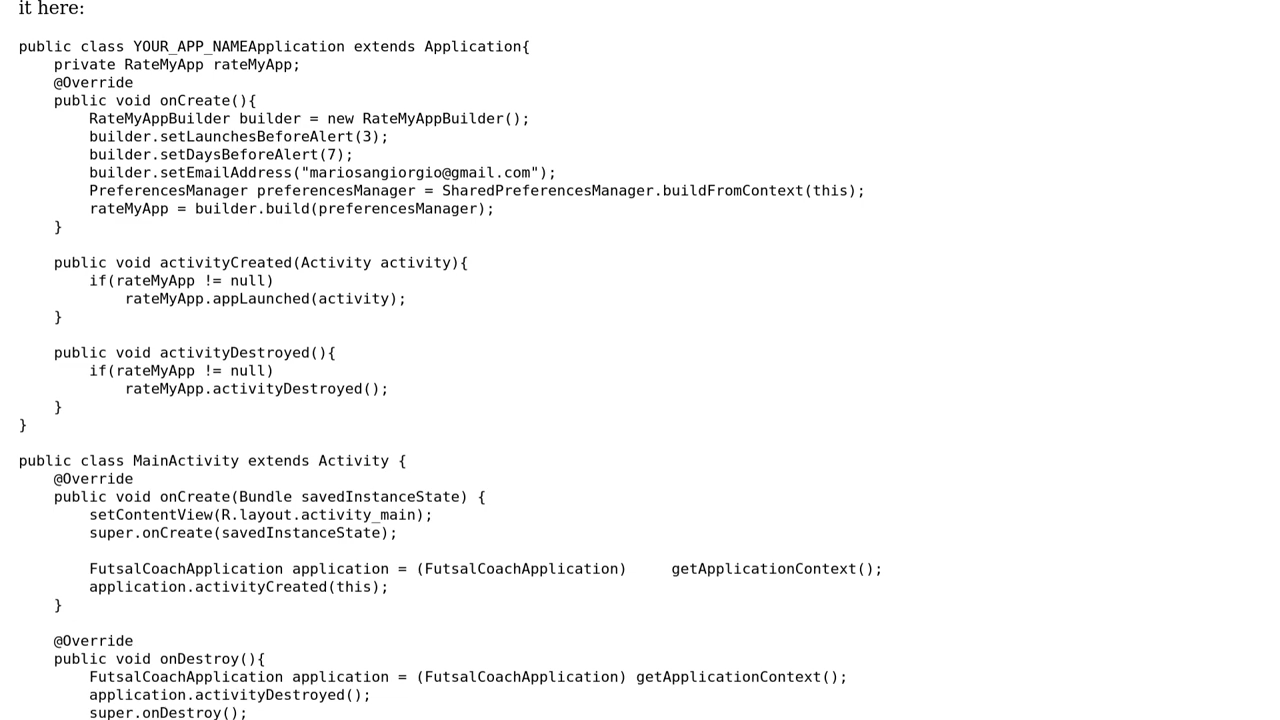 it here:
public class YOUR_APP_NAMEApplication extends Application{
    private RateMyApp rateMyApp;
    @Override
    public void onCreate(){
        RateMyAppBuilder builder = new RateMyAppBuilder();
        builder.setLaunchesBeforeAlert(3);
        builder.setDaysBeforeAlert(7);
        builder.setEmailAddress("mariosangiorgio@gmail.com");
        PreferencesManager preferencesManager = SharedPreferencesManager.buildFromContext(this);
        rateMyApp = builder.build(preferencesManager);
    }
    public void activityCreated(Activity activity){
        if(rateMyApp != null)
            rateMyApp.appLaunched(activity);
    }
    public void activityDestroyed(){
        if(rateMyApp != null)
            rateMyApp.activityDestroyed();
    }
}
public class MainActivity extends Activity {
    @Override
    public void onCreate(Bundle savedInstanceState) {
        setContentView(R.layout.activity_main);
        super.onCreate(savedInstanceState);
        FutsalCoachApplication application = (FutsalCoachApplication)     getApplicationContext();
        application.activityCreated(this);
    }
    @Override
    public void onDestroy(){
        FutsalCoachApplication application = (FutsalCoachApplication) getApplicationContext();
        application.activityDestroyed();
        super.onDestroy();